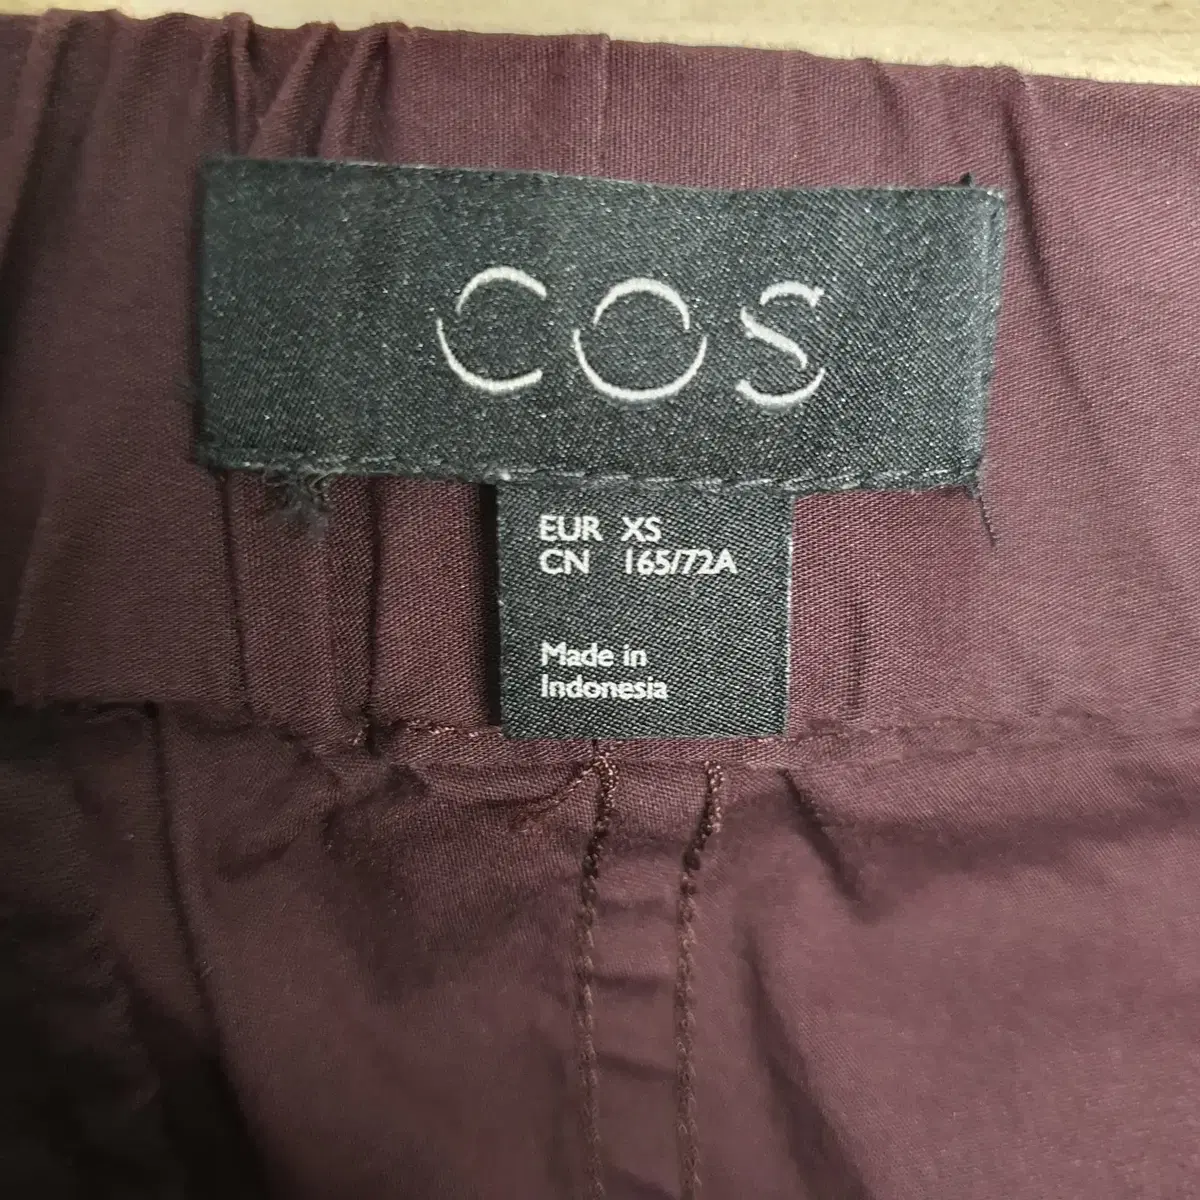 COS
EUR XS
CN 165/72A
Made in
Indonesia